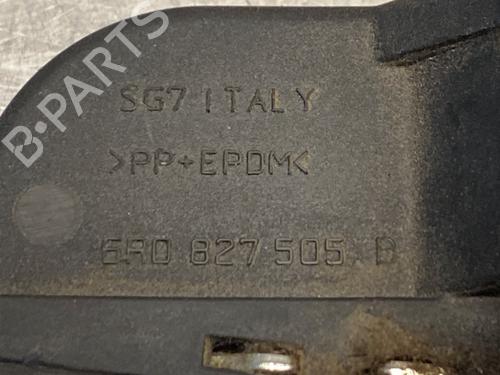 B-PARTS
SG7 ITALY
>PP+EPDM<
6R0 827 505 B